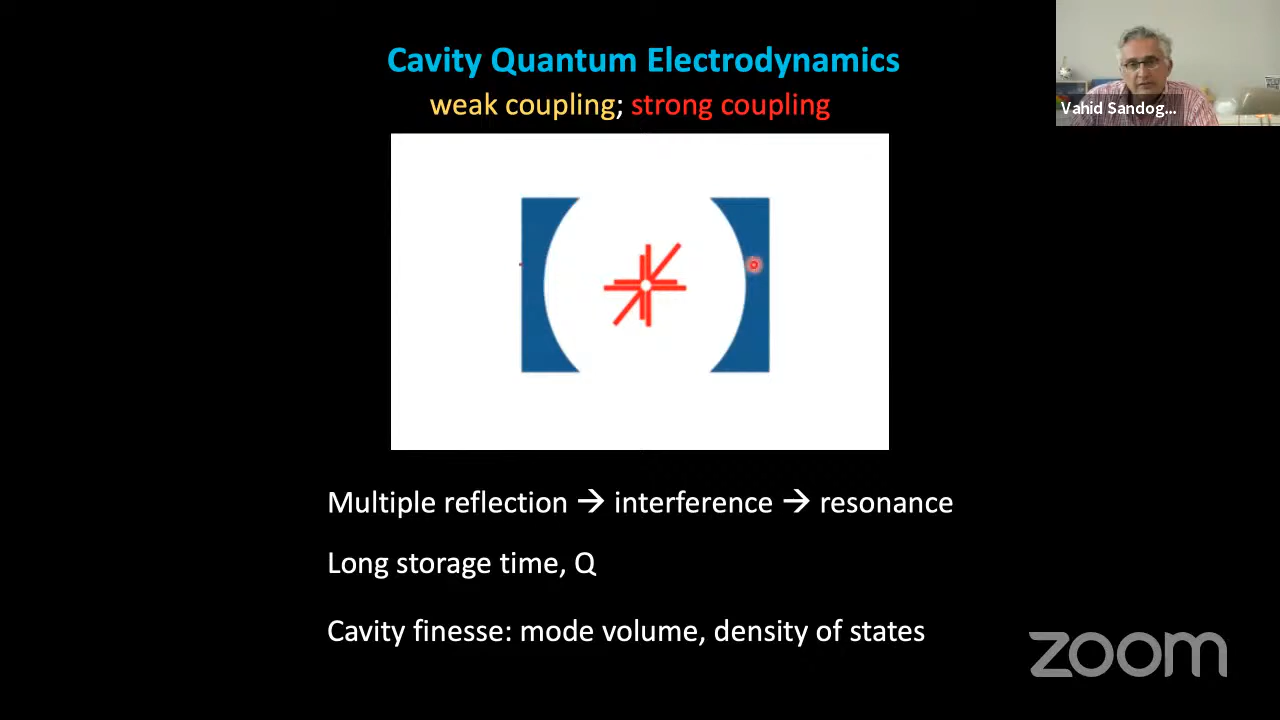 Cavity Quantum Electrodynamics
weak coupling; strong coupling
Vahid Sandog...
Multiple reflection → interference → resonance
Long storage time, Q
Cavity finesse: mode volume, density of states
zoom